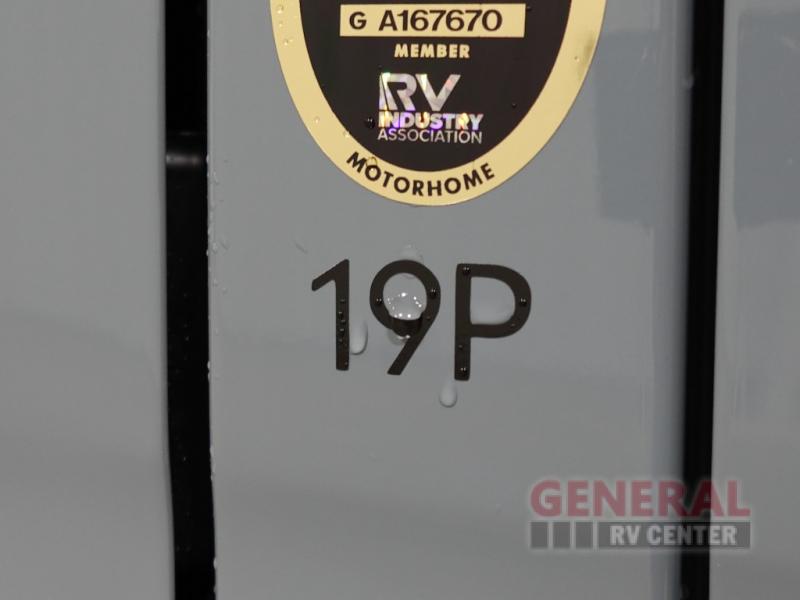 G A167670
MEMBER
RV
INDUSTRY
ASSOCIATION
MOTORHOME
19P
GENERAL
RV CENTER